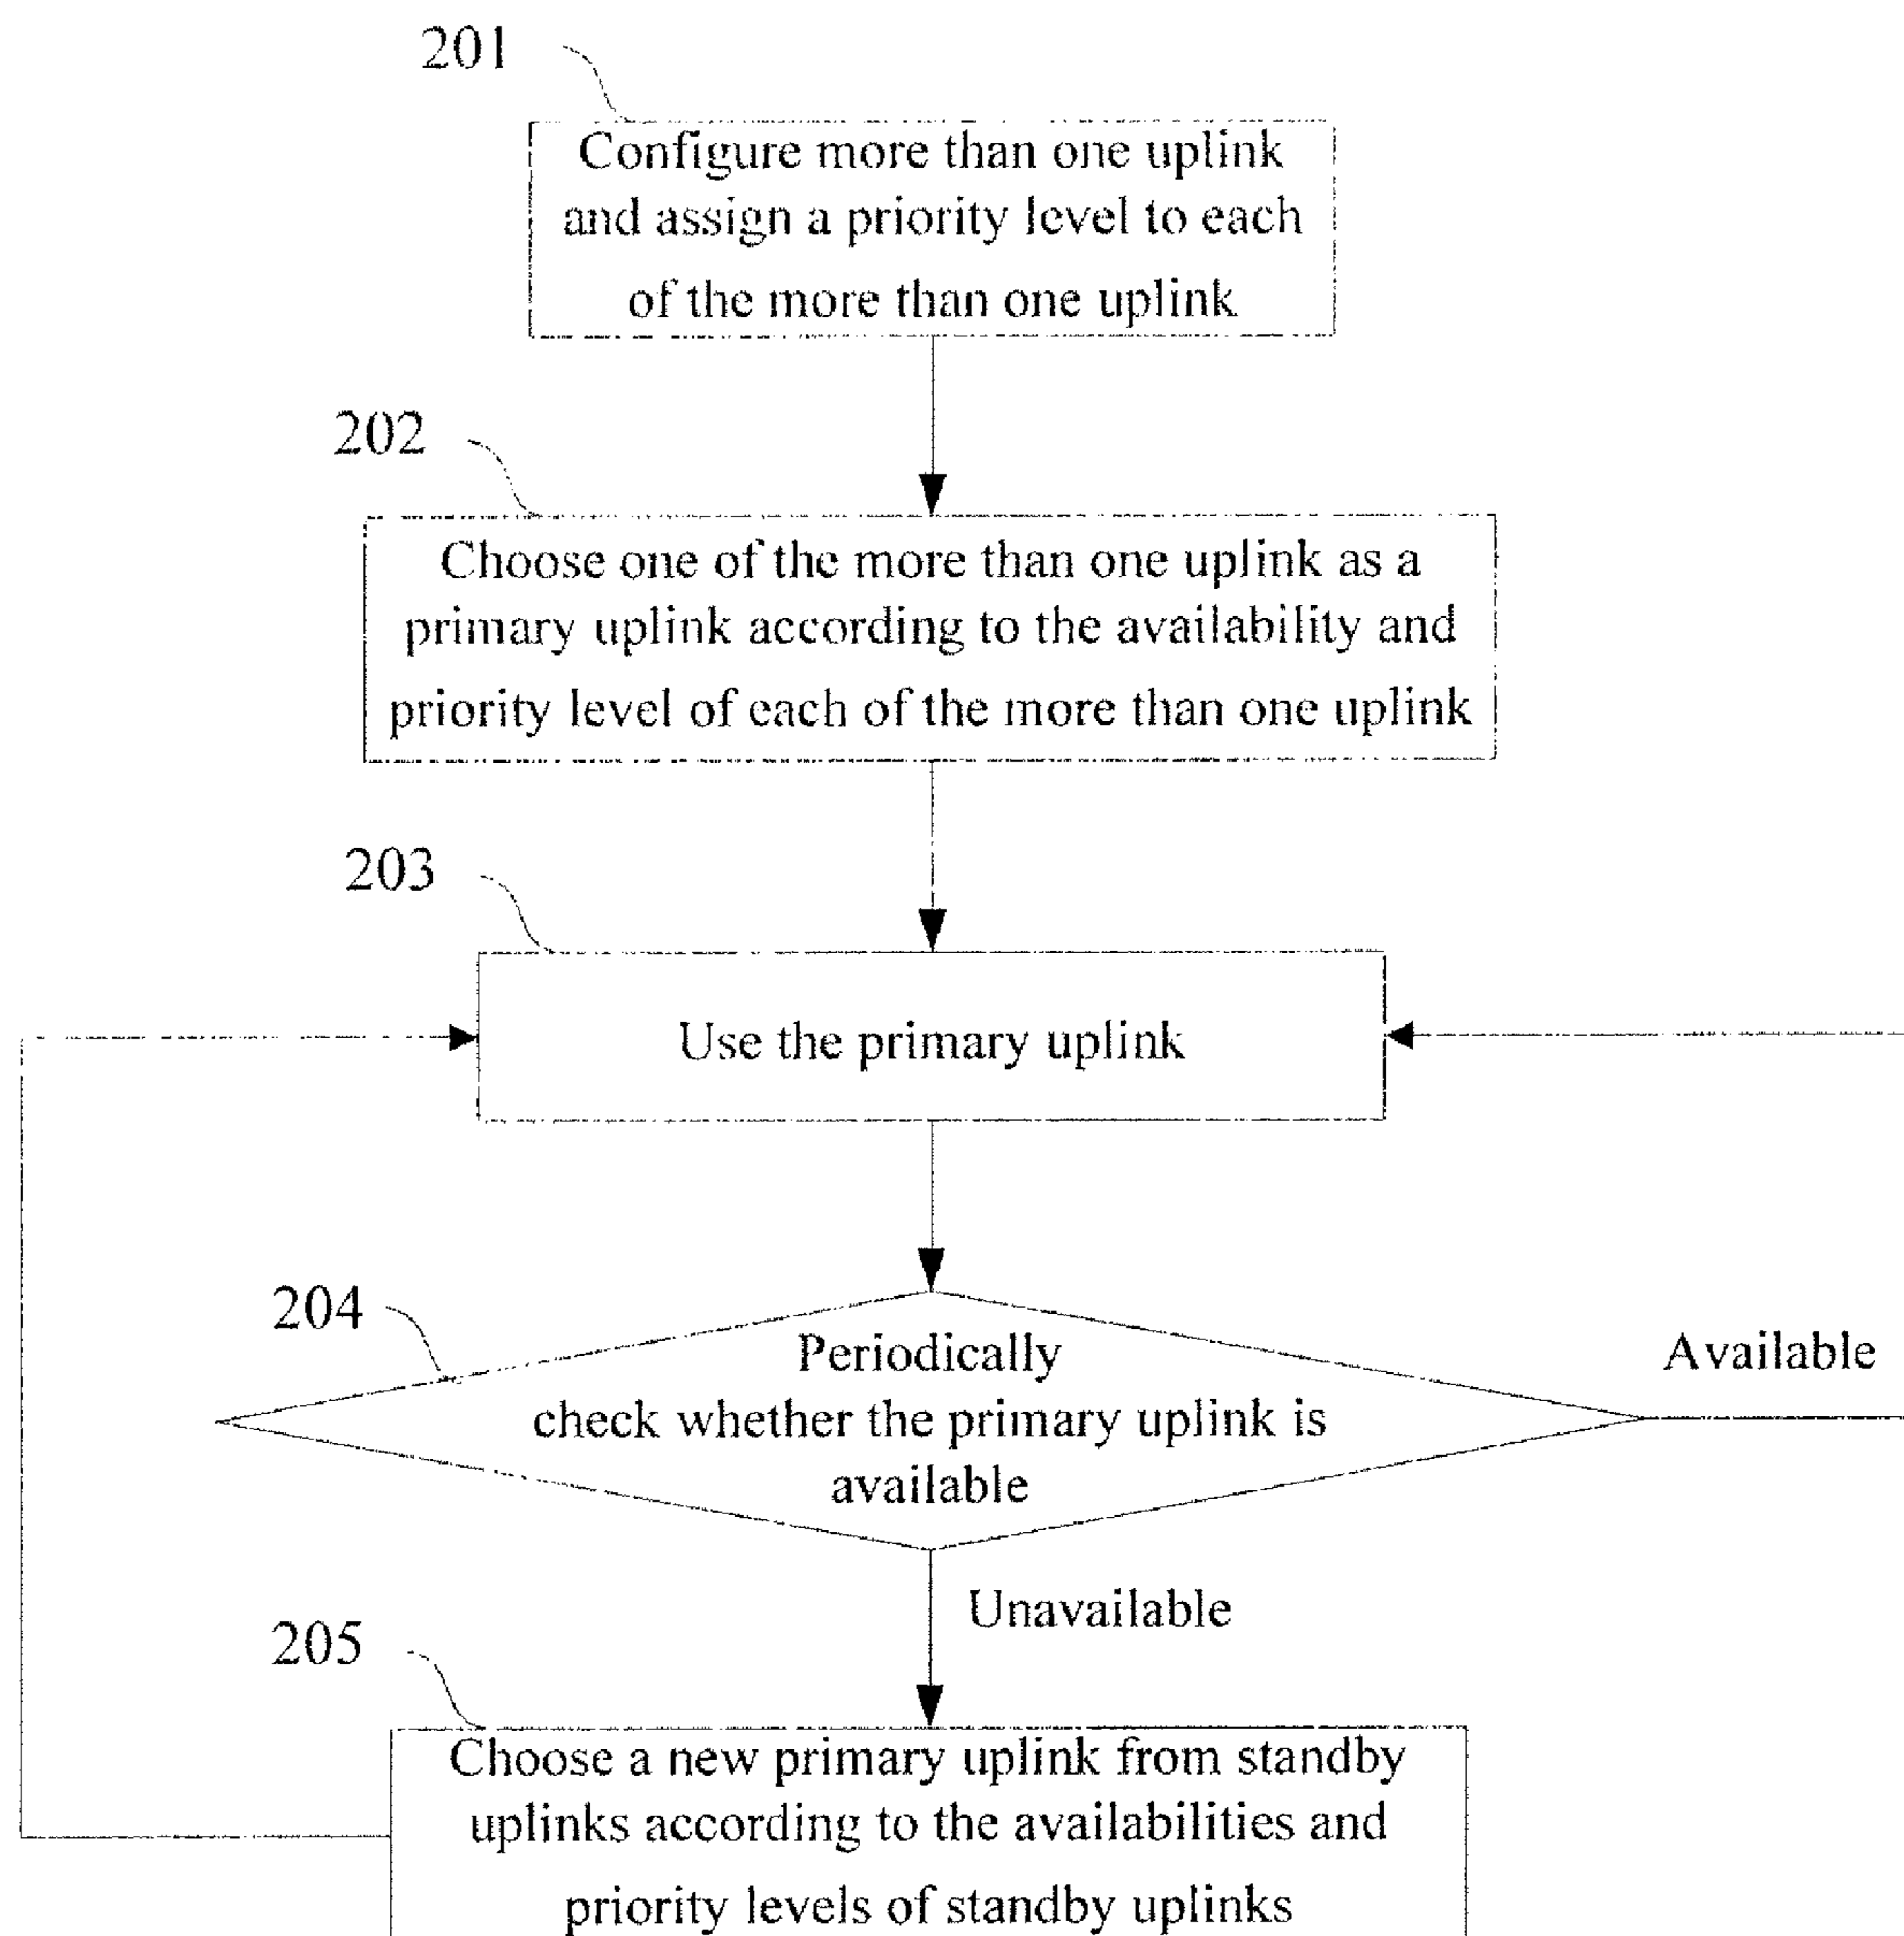 201
Configure more than one uplink
and assign a priority level to each
of the more than one uplink
202
Choose one of the more than one uplink as a
primary uplink according to the availability and
priority level of each of the more than one uplink
203
Use the primary uplink
204
Periodically
check whether the primary uplink is
available
Available
Unavailable
205
Choose a new primary uplink from standby
uplinks according to the availabilities and
priority levels of standby uplinks